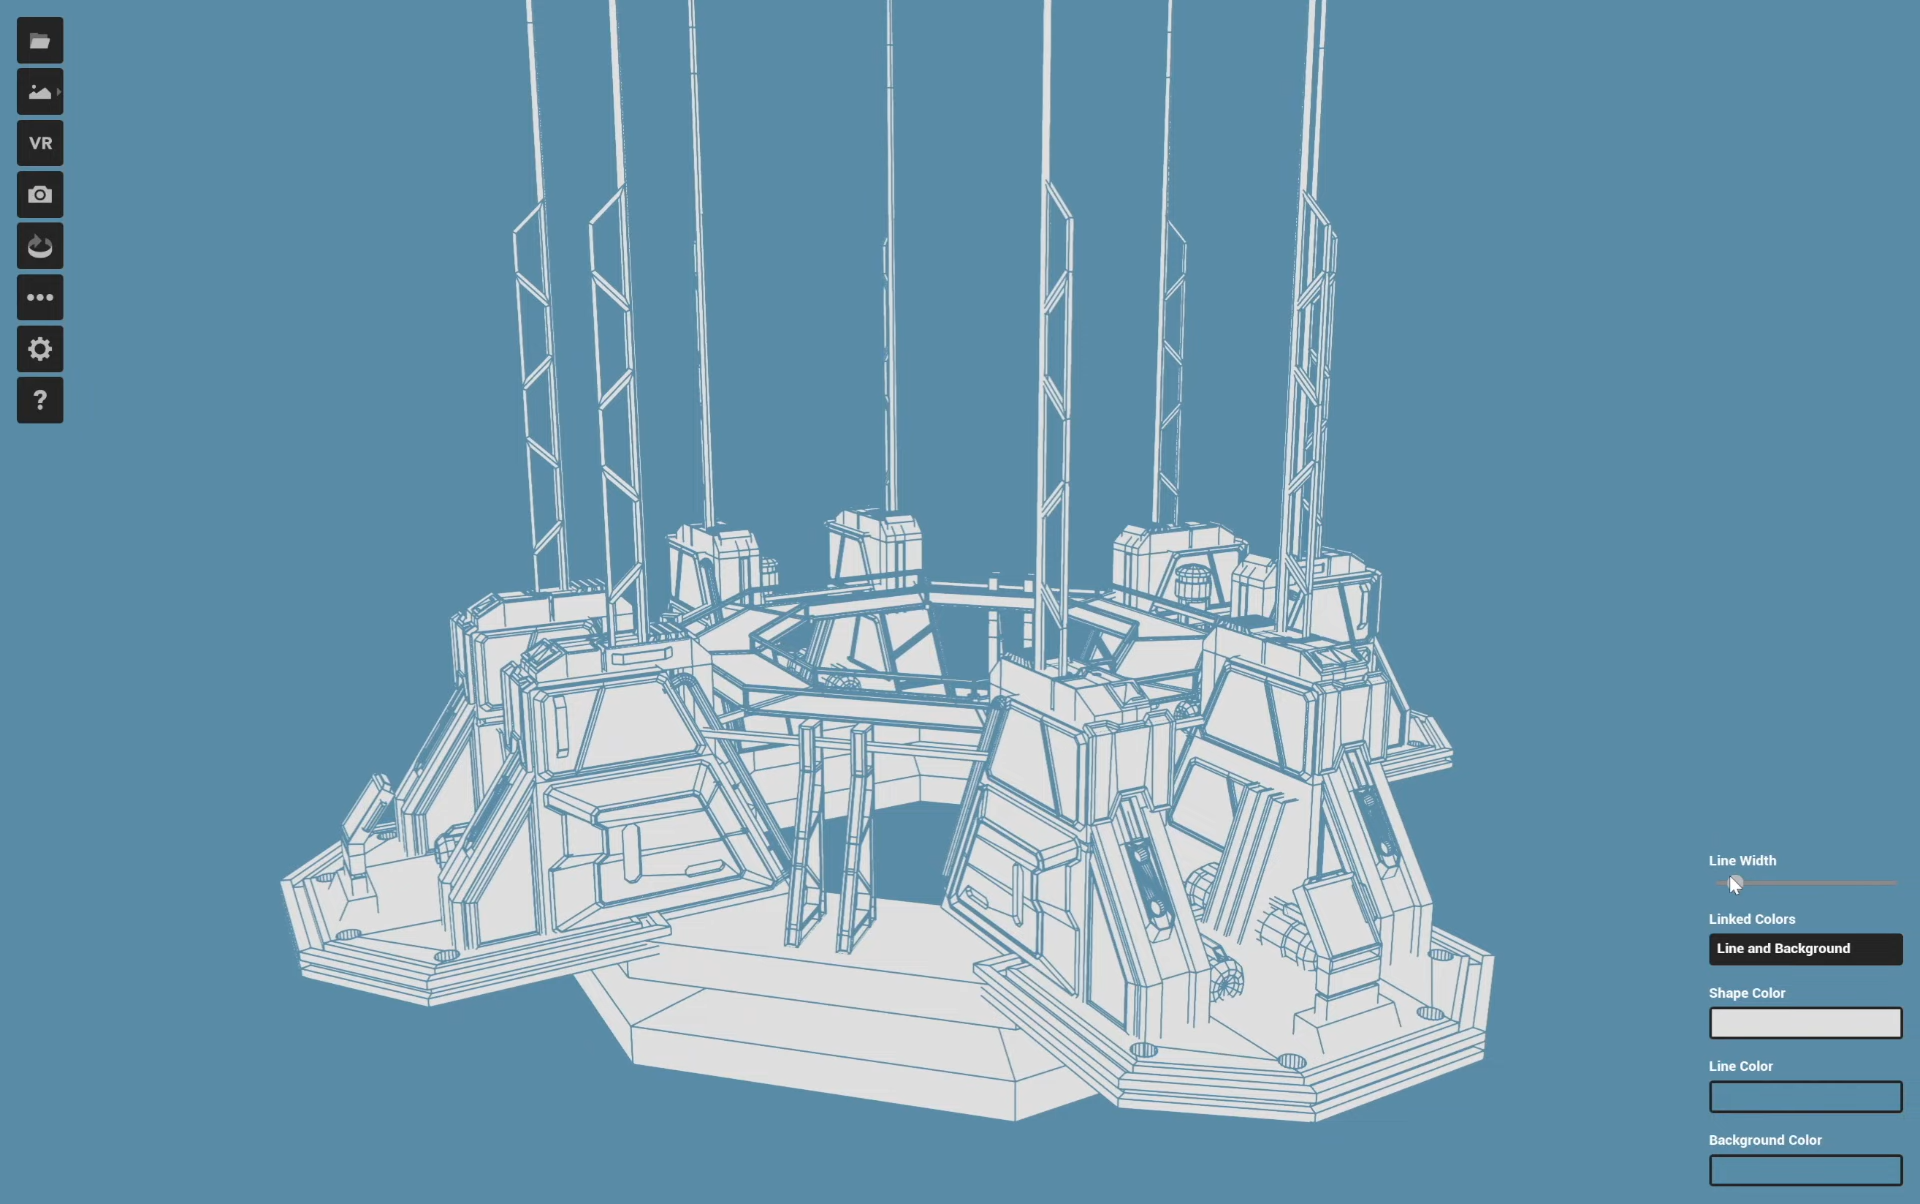 VR
?
Line Width
Linked Colors
Line and Background
Shape Color
Line Color
Background Color